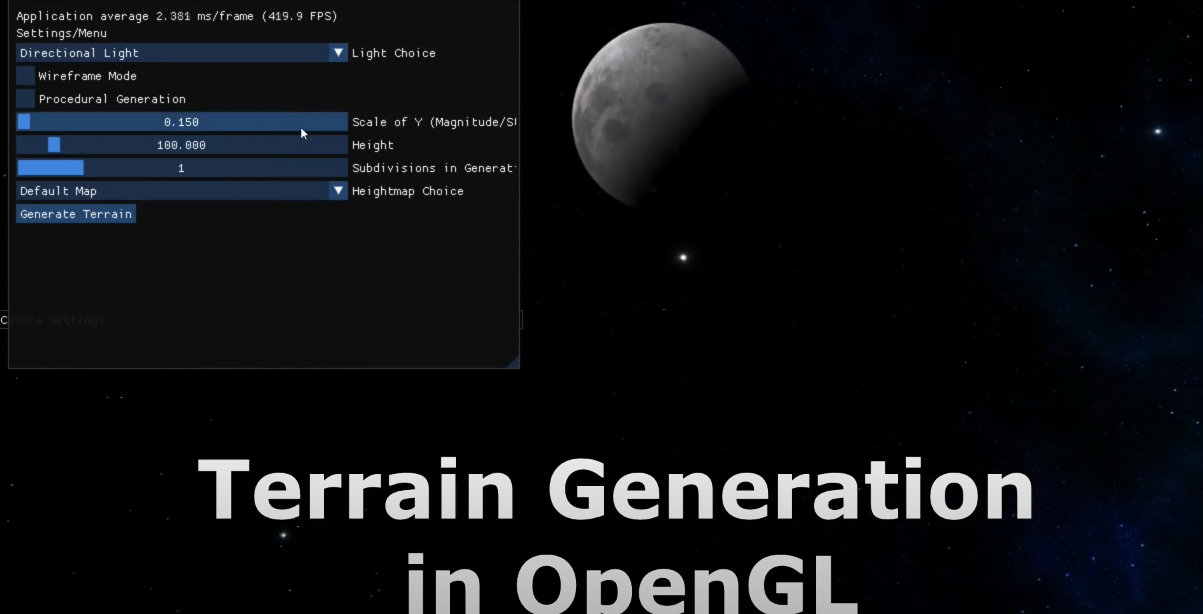 Application average 2.381 ms/frame (419.9 FPS)
Settings/Menu
Directional Light Light Choice
Wireframe Mode
Procedural Generation
0.150 Scale of Y (Magnitude/S
100.000 Height
1 Subdivisions in Generat
Default Map Heightmap Choice
Generate Terrain
Camera Settings
Terrain Generation
in OpenGL